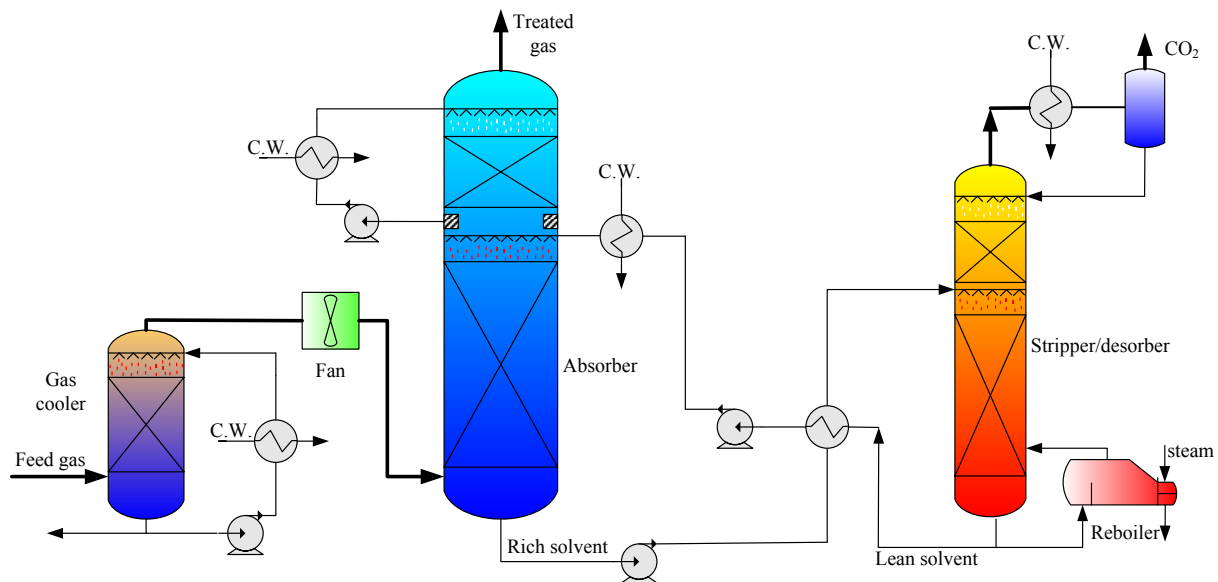 Treated
gas
C.W.
CO₂
C.W.
C.W.
Fan
Absorber
Stripper/desorber
Gas
cooler
C.W.
Feed gas
steam
Rich solvent
Lean solvent
Reboiler